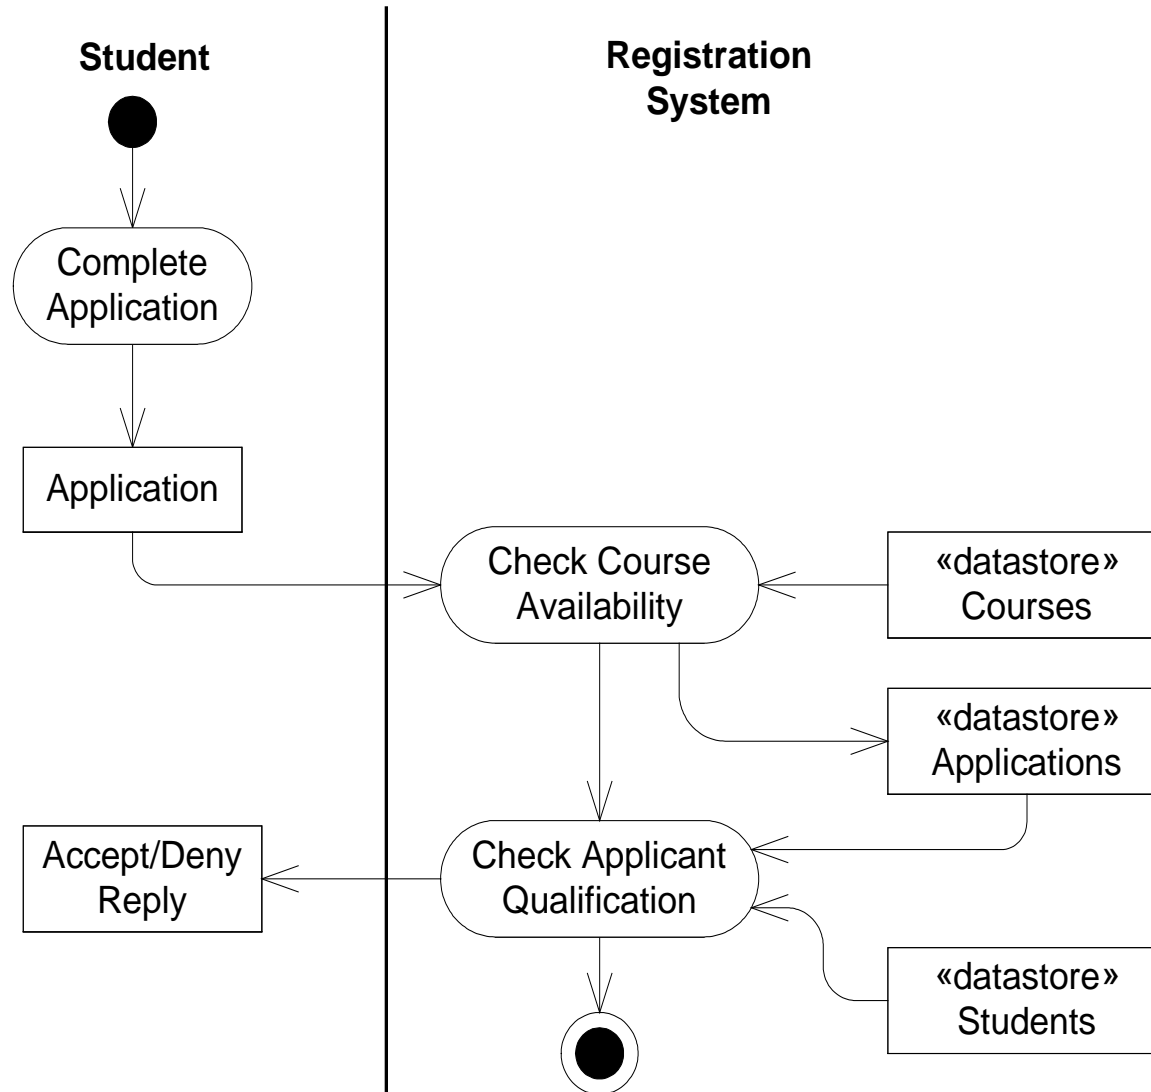 Student
Registration
System
Complete
Application
Application
Check Course
Availability
«datastore»
Courses
«datastore»
Applications
Accept/Deny
Reply
Check Applicant
Qualification
«datastore»
Students